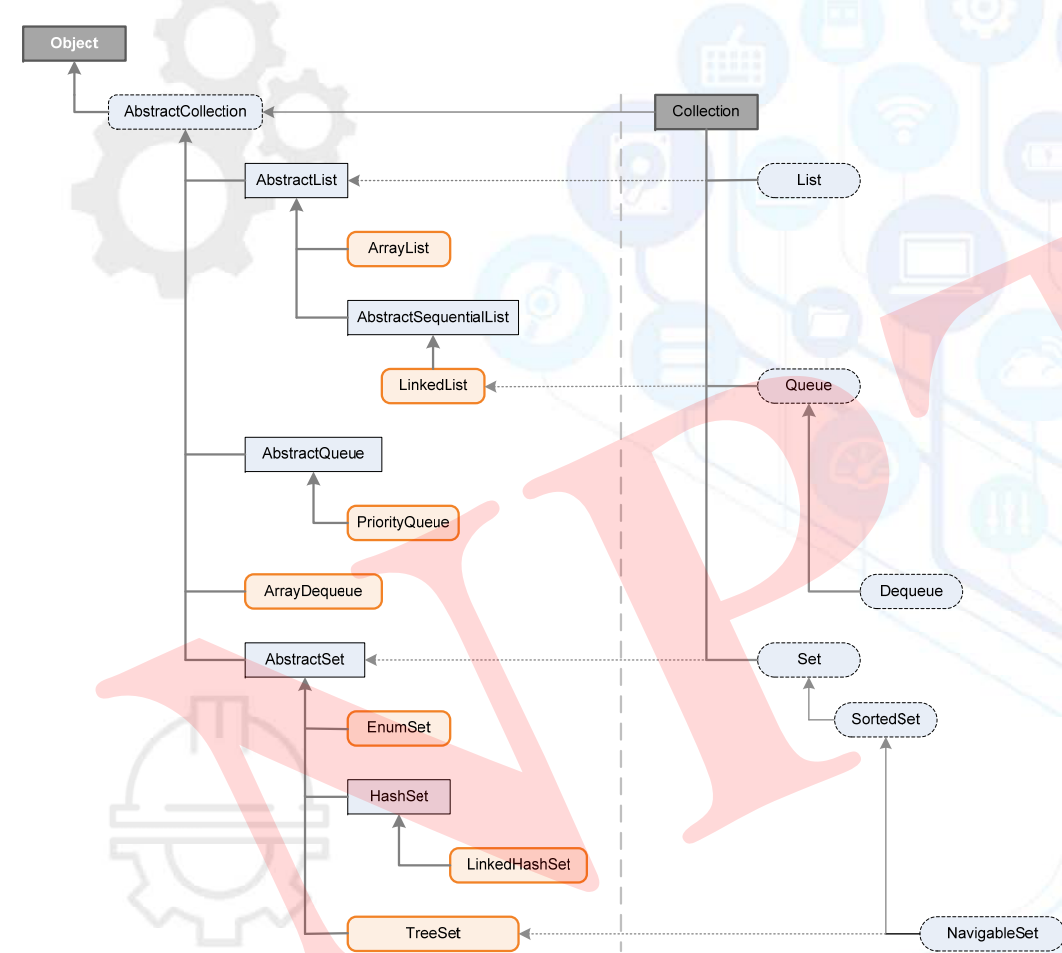 Object
AbstractCollection
Collection
AbstractList
List
ArrayList
AbstractSequentialList
LinkedList
Queue
AbstractQueue
PriorityQueue
ArrayDequeue
Dequeue
AbstractSet
Set
SortedSet
EnumSet
HashSet
LinkedHashSet
TreeSet
NavigableSet